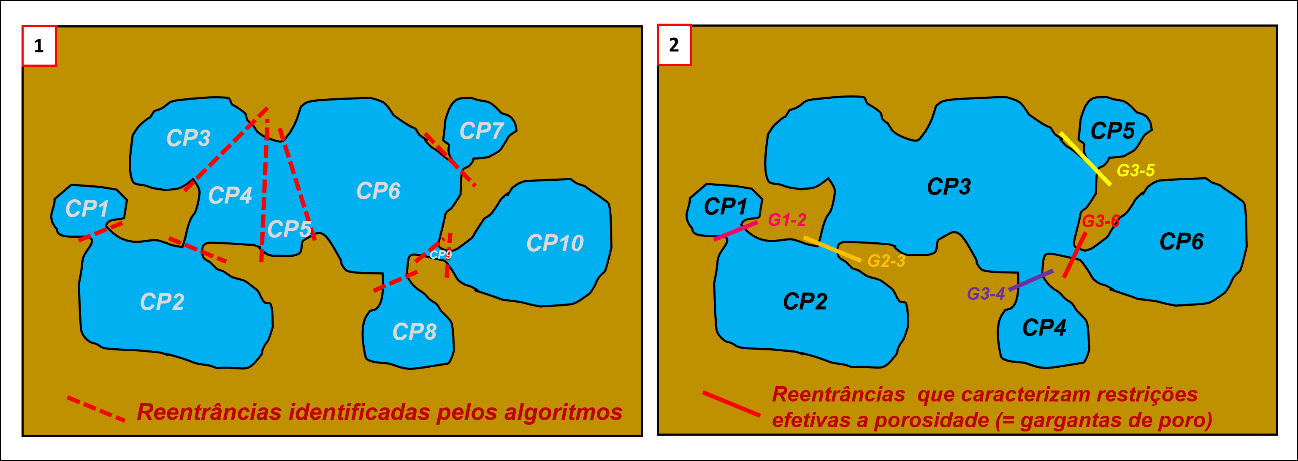 1
CP3
CP7
CP4
CP6
CP1
CP5
CP10
CP9
CP2
CP8
Reentrâncias identificadas pelos algoritmos
2
CP5
G3-5
CP3
CP1
G1-2
G3-6
CP6
G2-3
CP2
G3-4
CP4
Reentrâncias que caracterizam restrições
efetivas a porosidade (= gargantas de poro)